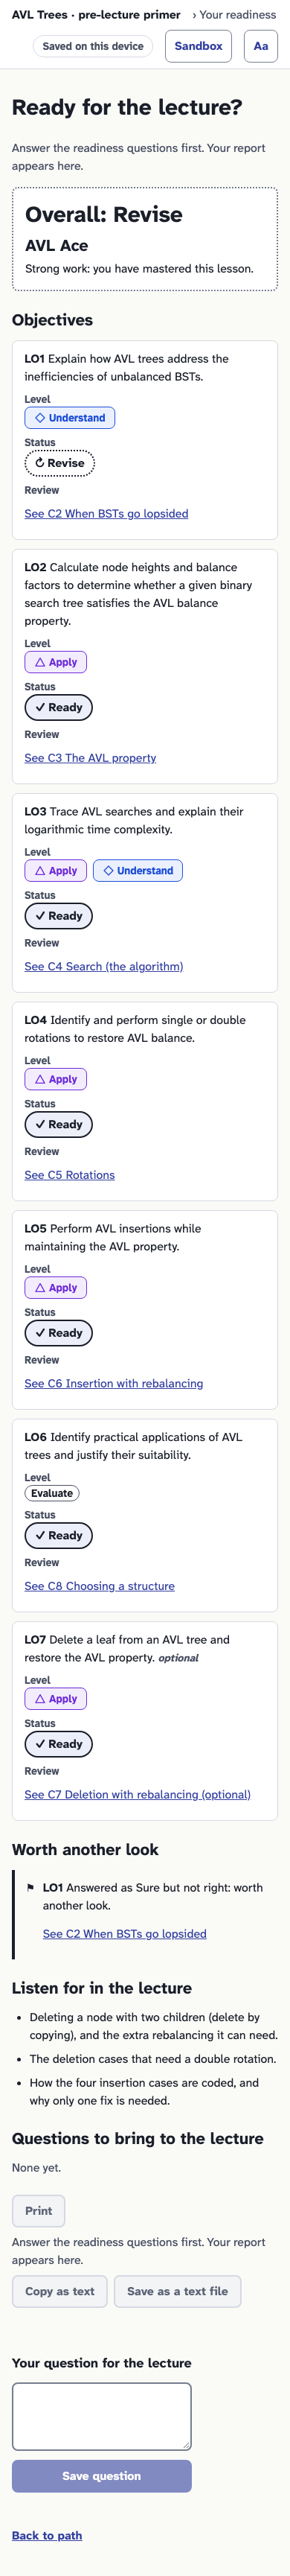 AVL Trees · pre-lecture primer › Your readiness
Saved on this device Sandbox Aa
Ready for the lecture?
Answer the readiness questions first. Your report
appears here.
Overall: Revise
AVL Ace
Strong work: you have mastered this lesson.
Objectives
LO1 Explain how AVL trees address the
inefficiencies of unbalanced BSTs.
Level
◇ Understand
Status
↻ Revise
Review
See C2 When BSTs go lopsided
LO2 Calculate node heights and balance
factors to determine whether a given binary
search tree satisfies the AVL balance
property.
Level
△ Apply
Status
✓ Ready
Review
See C3 The AVL property
LO3 Trace AVL searches and explain their
logarithmic time complexity.
Level
△ Apply ◇ Understand
Status
✓ Ready
Review
See C4 Search (the algorithm)
LO4 Identify and perform single or double
rotations to restore AVL balance.
Level
△ Apply
Status
✓ Ready
Review
See C5 Rotations
LO5 Perform AVL insertions while
maintaining the AVL property.
Level
△ Apply
Status
✓ Ready
Review
See C6 Insertion with rebalancing
LO6 Identify practical applications of AVL
trees and justify their suitability.
Level
Evaluate
Status
✓ Ready
Review
See C8 Choosing a structure
LO7 Delete a leaf from an AVL tree and
restore the AVL property. optional
Level
△ Apply
Status
✓ Ready
Review
See C7 Deletion with rebalancing (optional)
Worth another look
⚑ LO1 Answered as Sure but not right: worth
another look.
See C2 When BSTs go lopsided
Listen for in the lecture
• Deleting a node with two children (delete by
copying), and the extra rebalancing it can need.
• The deletion cases that need a double rotation.
• How the four insertion cases are coded, and
why only one fix is needed.
Questions to bring to the lecture
None yet.
Print
Answer the readiness questions first. Your report
appears here.
Copy as text Save as a text file
Your question for the lecture
Save question
Back to path